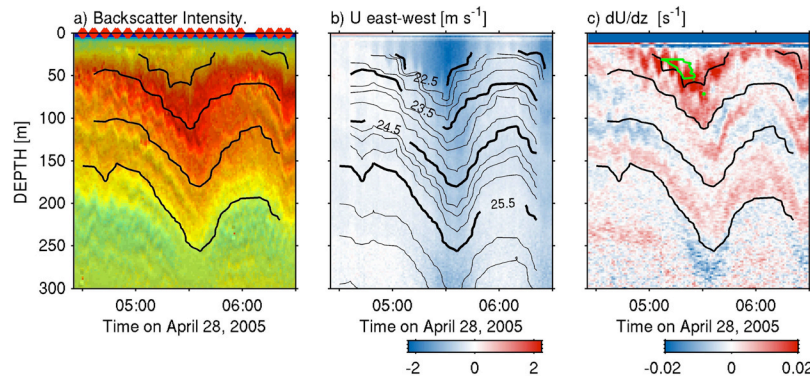 a) Backscatter Intensity.
b) U east-west [m s⁻¹]
c) dU/dz [s⁻¹]
DEPTH [m]
0
50
100
150
200
250
300
22.5
23.5
24.5
25.5
05:00 06:00
05:00 06:00
05:00 06:00
Time on April 28, 2005
Time on April 28, 2005
Time on April 28, 2005
-2 0 2
-0.02 0 0.02